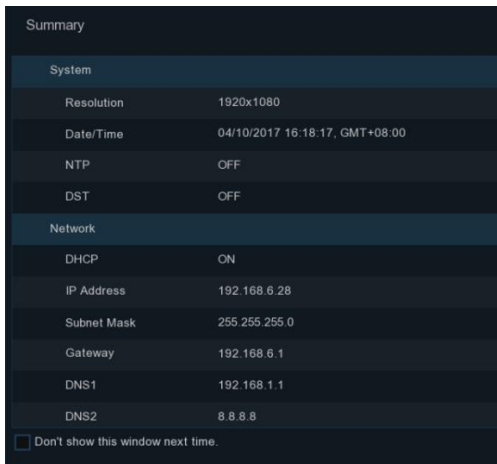 Summary
System
Resolution 1920x1080
Date/Time 04/10/2017 16:18:17, GMT+08:00
NTP OFF
DST OFF
Network
DHCP ON
IP Address 192.168.6.28
Subnet Mask 255.255.255.0
Gateway 192.168.6.1
DNS1 192.168.1.1
DNS2 8.8.8.8
Don't show this window next time.